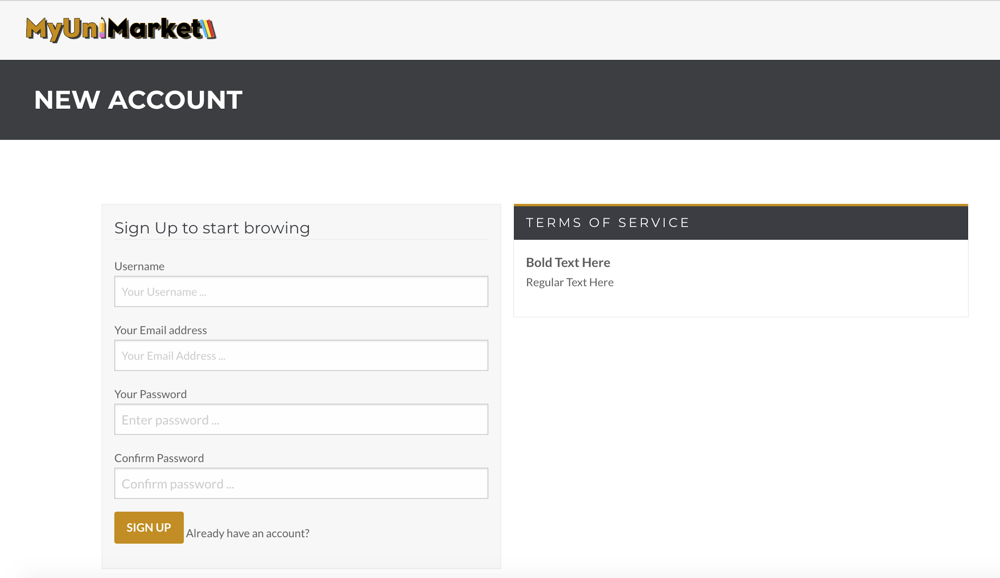 MyUniMarket
NEW ACCOUNT
Sign Up to start browing
Username
Your Username ...
Your Email address
Your Email Address ...
Your Password
Enter password ...
Confirm Password
Confirm password ...
SIGN UP Already have an account?
TERMS OF SERVICE
Bold Text Here
Regular Text Here